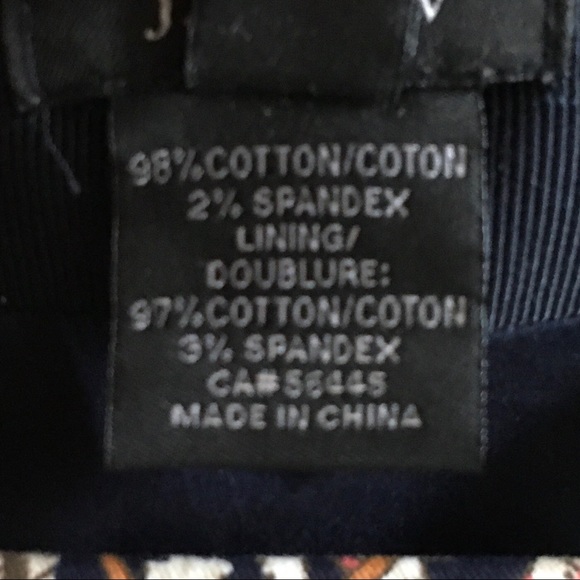 98% COTTON/COTON
2% SPANDEX
LINING/
DOUBLURE:
97% COTTON/COTON
3% SPANDEX
CA# 56445
MADE IN CHINA